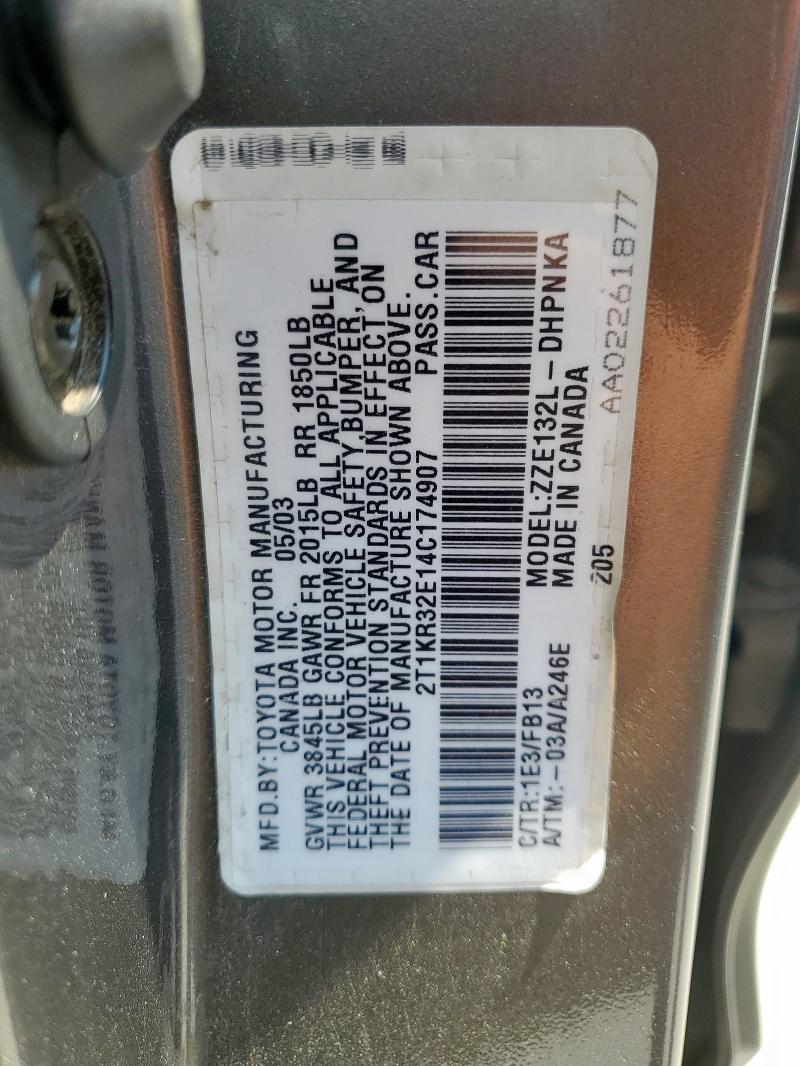 MFD.BY:TOYOTA MOTOR MANUFACTURING
CANADA INC. 05/03
GVWR 3845LB GAWR FR 2015LB RR 1850LB
THIS VEHICLE CONFORMS TO ALL APPLICABLE
FEDERAL MOTOR VEHICLE SAFETY,BUMPER, AND
THEFT PREVENTION STANDARDS IN EFFECT ON
THE DATE OF MANUFACTURE SHOWN ABOVE.
2T1KR32E14C174907 PASS.CAR
C/TR:1E3/FB13 MODEL:ZZE132L-DHPNKA
A/TM:-03A/A246E MADE IN CANADA
205
AA02261877